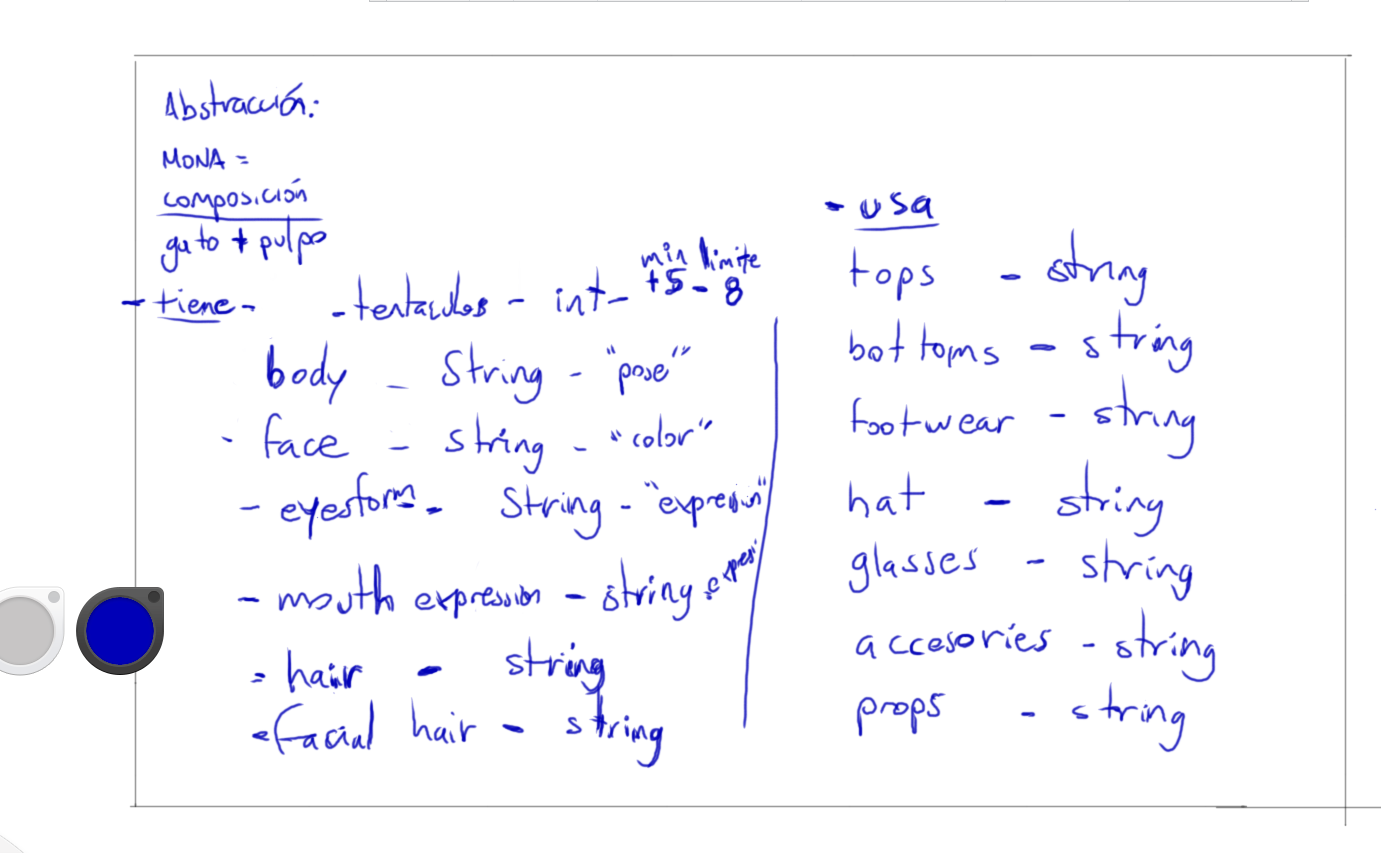 Abstracción:
MONA =
composición
gato + pulpo
- tiene - - tentaculos - int - +5 - 8
min limite
body - String - "pose"
- face - string - "color"
- eyesform - String - "expresion"
- mouth expression - string - expresi
- hair - string
- facial hair - string
- usa
tops - string
bottoms - string
footwear - string
hat - string
glasses - string
accesories - string
props - string